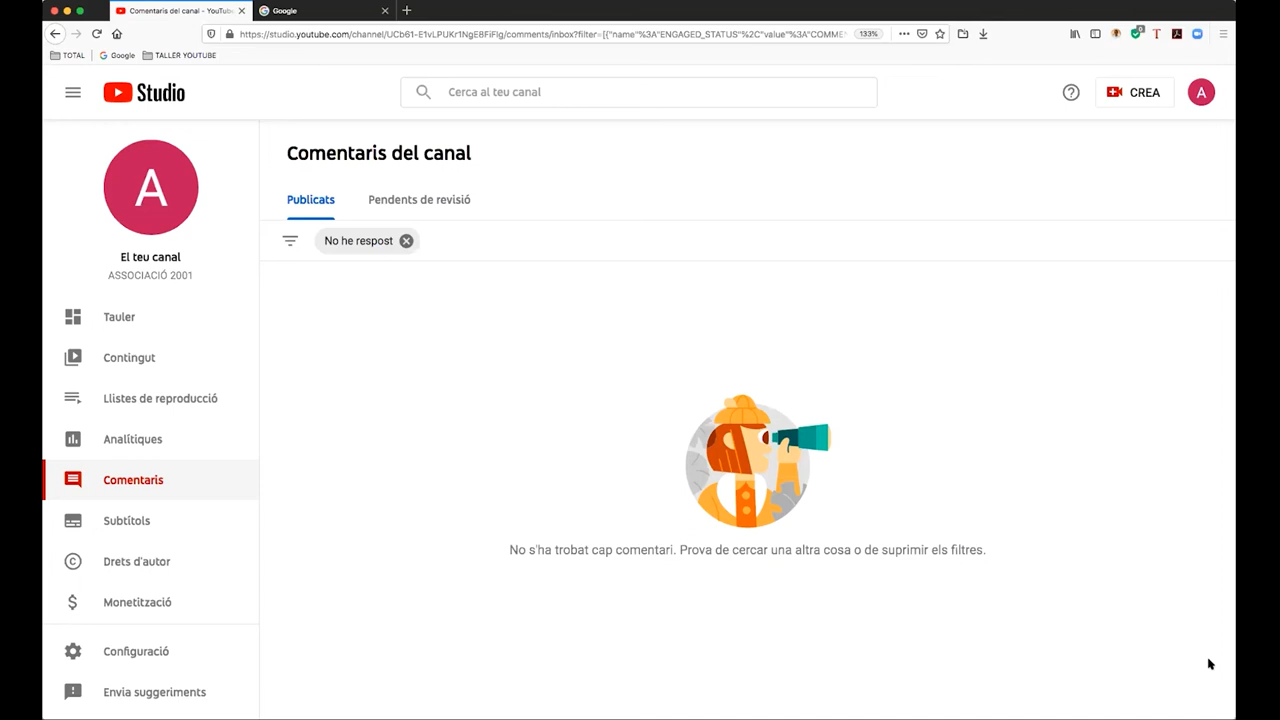 Comentaris del canal - YouTub
Google
https://studio.youtube.com/channel/UCb61-E1vLPUKr1NgE8FiFlg/comments/inbox?filter=[{"name"%3A"ENGAGED_STATUS"%2C"value"%3A"COMME
133%
TOTAL
Google
TALLER YOUTUBE
Studio
Cerca al teu canal
CREA
A
A
El teu canal
ASSOCIACIÓ 2001
Tauler
Contingut
Llistes de reproducció
Analítiques
Comentaris
Subtítols
Drets d'autor
Monetització
Configuració
Envia suggeriments
Comentaris del canal
Publicats
Pendents de revisió
No he respost
No s'ha trobat cap comentari. Prova de cercar una altra cosa o de suprimir els filtres.